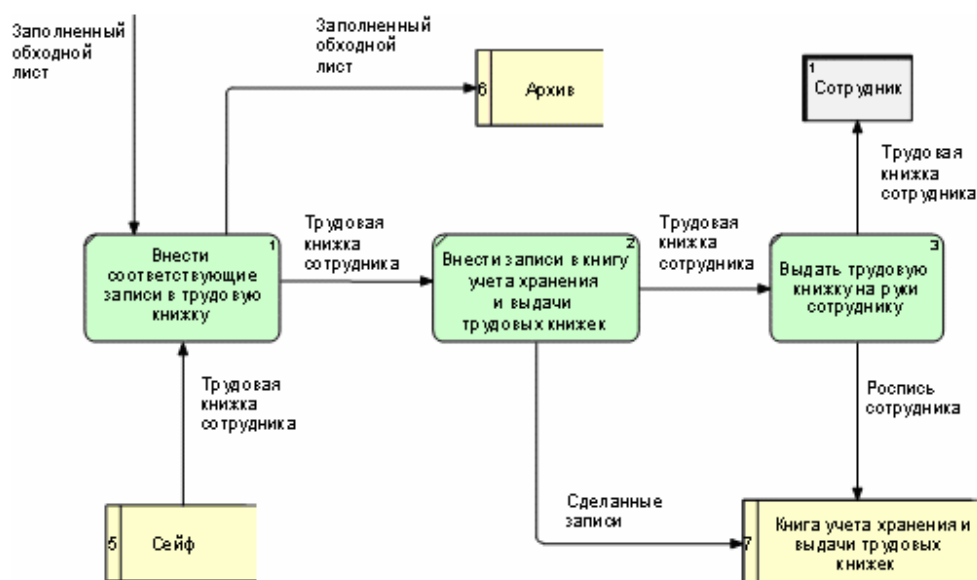 Заполненный
обходной
лист
Заполненный
обходной
лист
6
Архив
1
Сотрудник
Трудовая
книжка
сотрудника
1
Внести
соответствующие
записи в трудовую
книжку
Трудовая
книжка
сотрудника
2
Внести записи в книгу
учета хранения
и выдачи
трудовых книжек
Трудовая
книжка
сотрудника
3
Выдать трудовую
книжку на руки
сотруднику
Трудовая
книжка
сотрудника
Роспись
сотрудника
5
Сейф
Сделанные
записи
7
Книга учета хранения и
выдачи трудовых
книжек